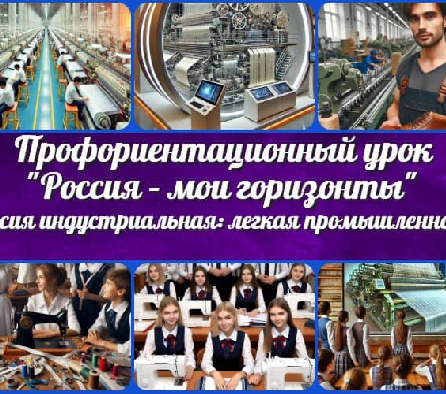 Профориентационный урок
"Россия – мои горизонты"
сия индустриальная: легкая промышленно